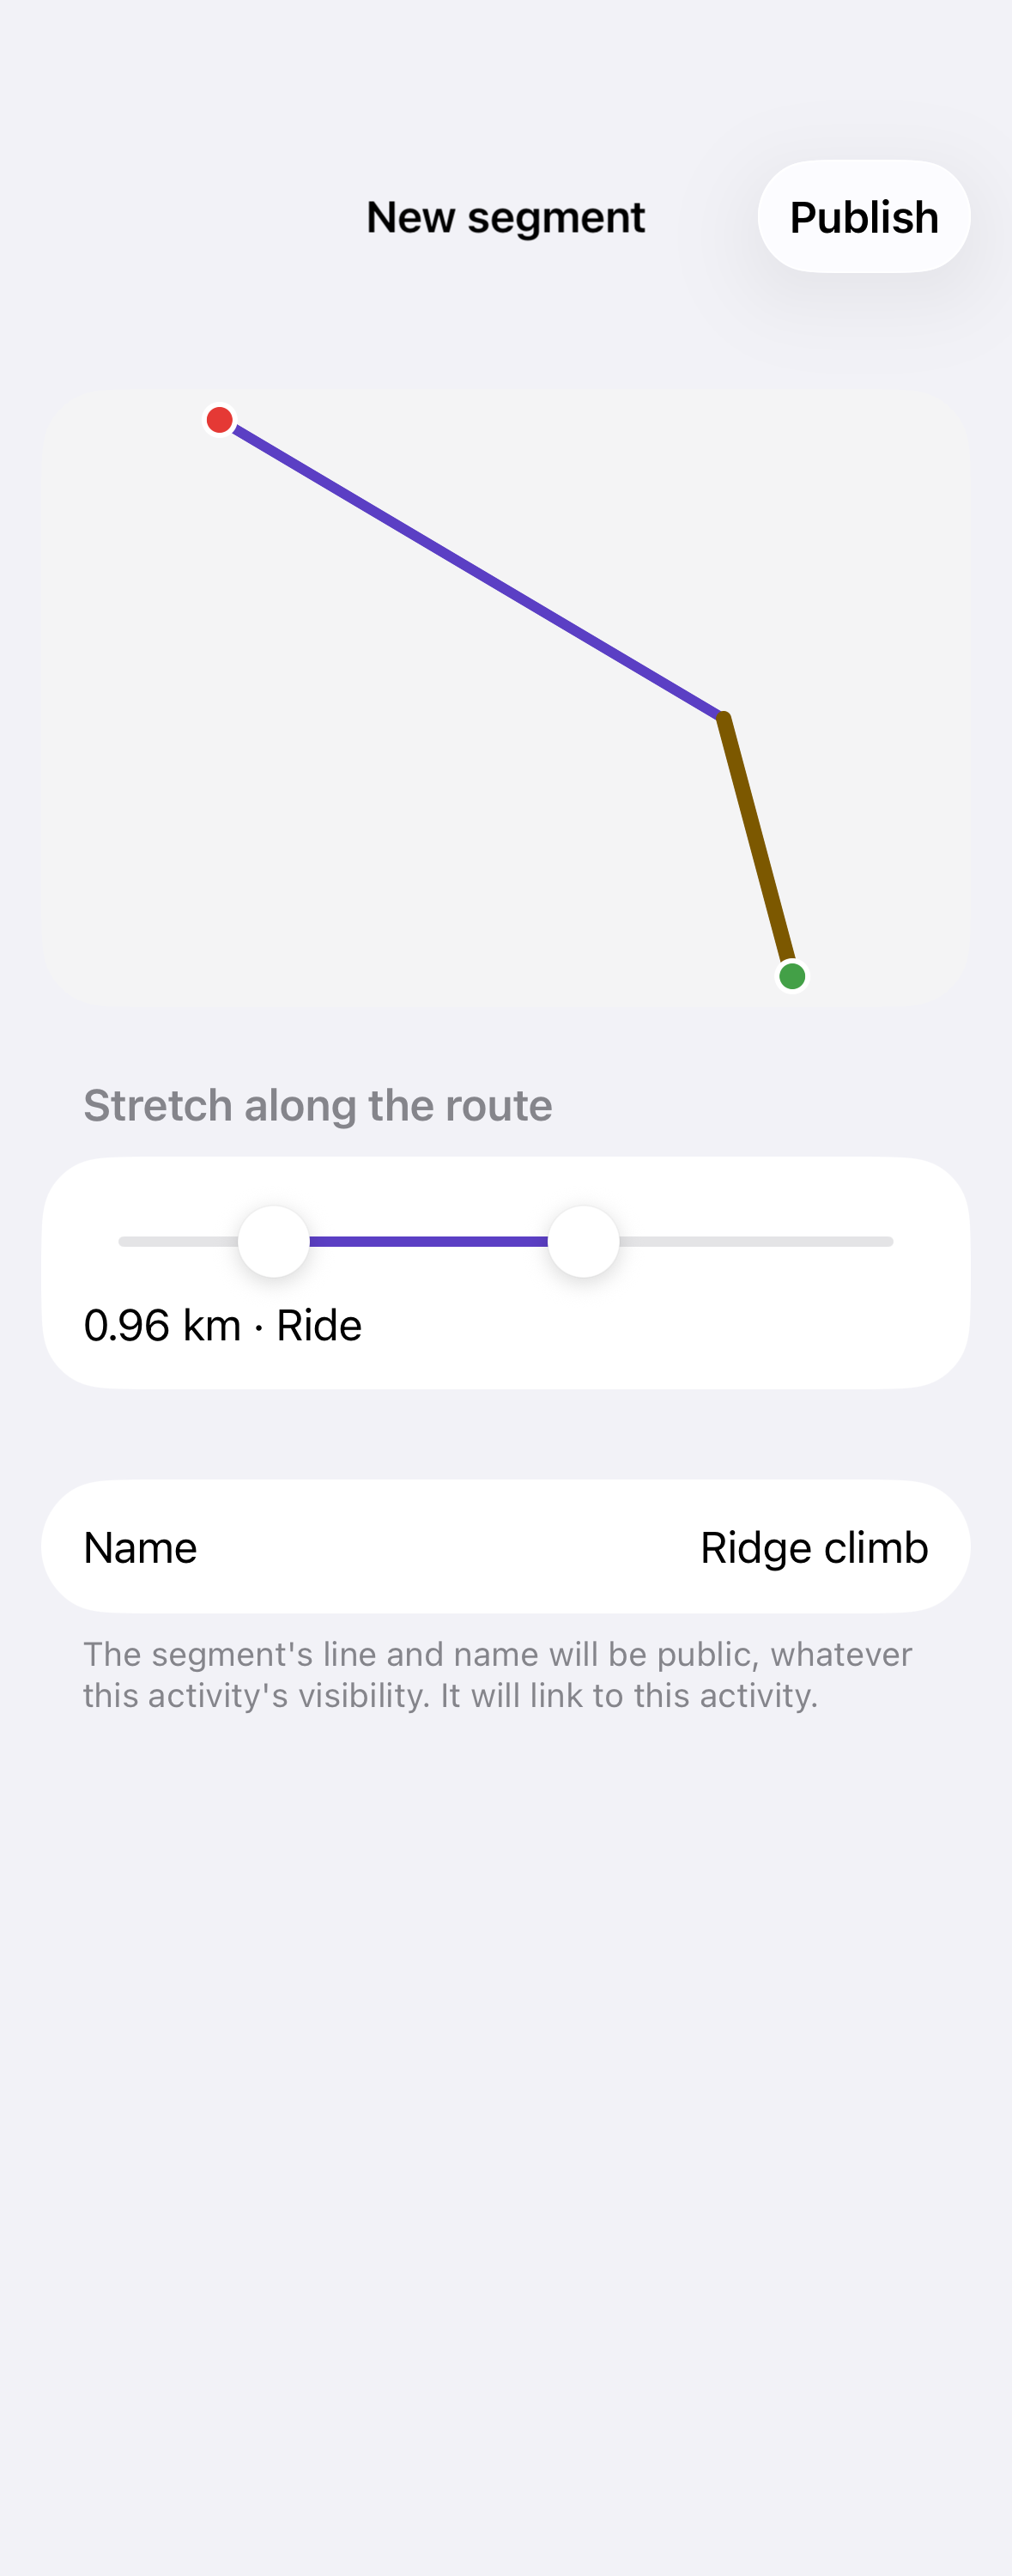 New segment
Publish
Stretch along the route
0.96 km · Ride
Name
Ridge climb
The segment's line and name will be public, whatever
this activity's visibility. It will link to this activity.